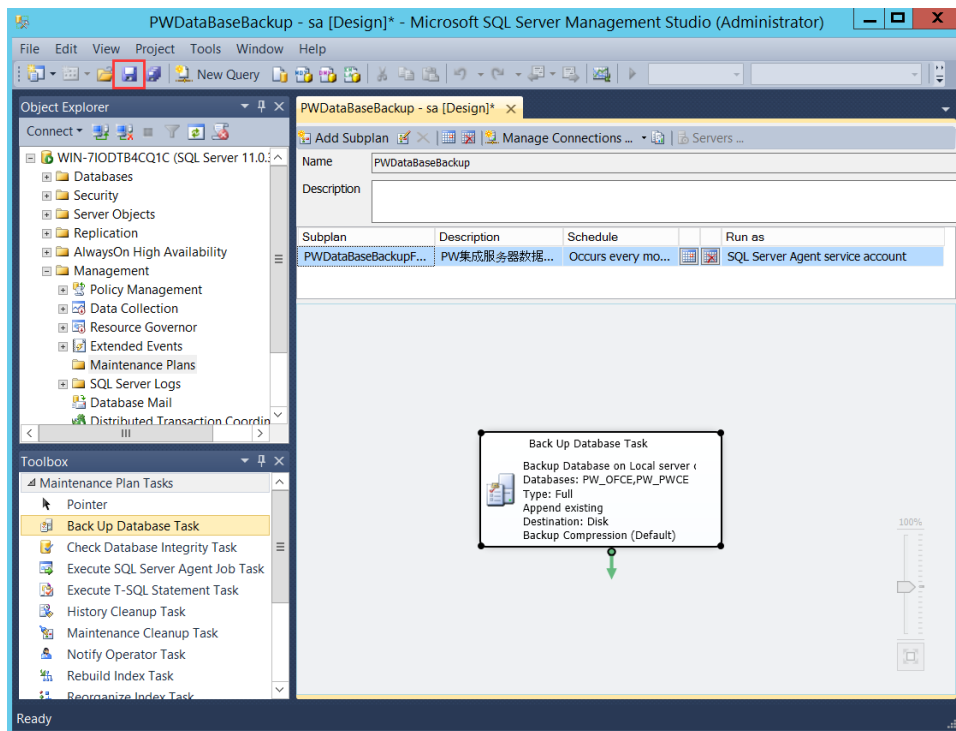 PWDataBaseBackup - sa [Design]* - Microsoft SQL Server Management Studio (Administrator)
File Edit View Project Tools Window Help
New Query
Object Explorer
Connect
WIN-7IODTB4CQ1C (SQL Server 11.0.
Databases
Security
Server Objects
Replication
AlwaysOn High Availability
Management
Policy Management
Data Collection
Resource Governor
Extended Events
Maintenance Plans
SQL Server Logs
Database Mail
Distributed Transaction Coordin
Toolbox
Maintenance Plan Tasks
Pointer
Back Up Database Task
Check Database Integrity Task
Execute SQL Server Agent Job Task
Execute T-SQL Statement Task
History Cleanup Task
Maintenance Cleanup Task
Notify Operator Task
Rebuild Index Task
Reorganize Index Task
PWDataBaseBackup - sa [Design]*
Add Subplan Manage Connections ... Servers ...
Name PWDataBaseBackup
Description
Subplan Description Schedule Run as
PWDataBaseBackupF... PW集成服务器数据... Occurs every mo... SQL Server Agent service account
Back Up Database Task
Backup Database on Local server c
Databases: PW_OFCE,PW_PWCE
Type: Full
Append existing
Destination: Disk
Backup Compression (Default)
100%
Ready